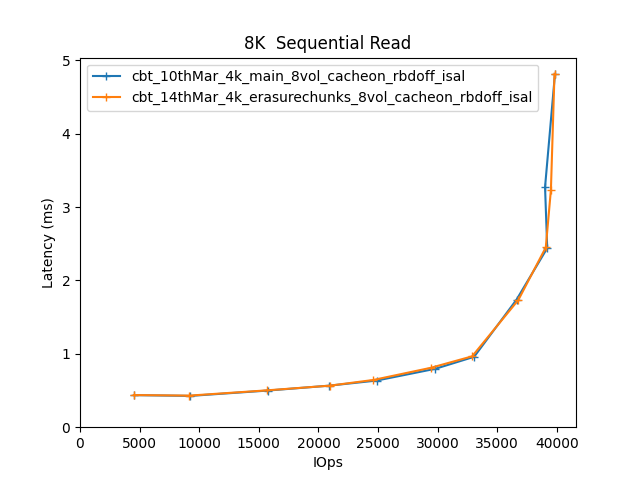 8K  Sequential Read
cbt_10thMar_4k_main_8vol_cacheon_rbdoff_isal
cbt_14thMar_4k_erasurechunks_8vol_cacheon_rbdoff_isal
Latency (ms)
5
4
3
2
1
0
0 5000 10000 15000 20000 25000 30000 35000 40000
IOps